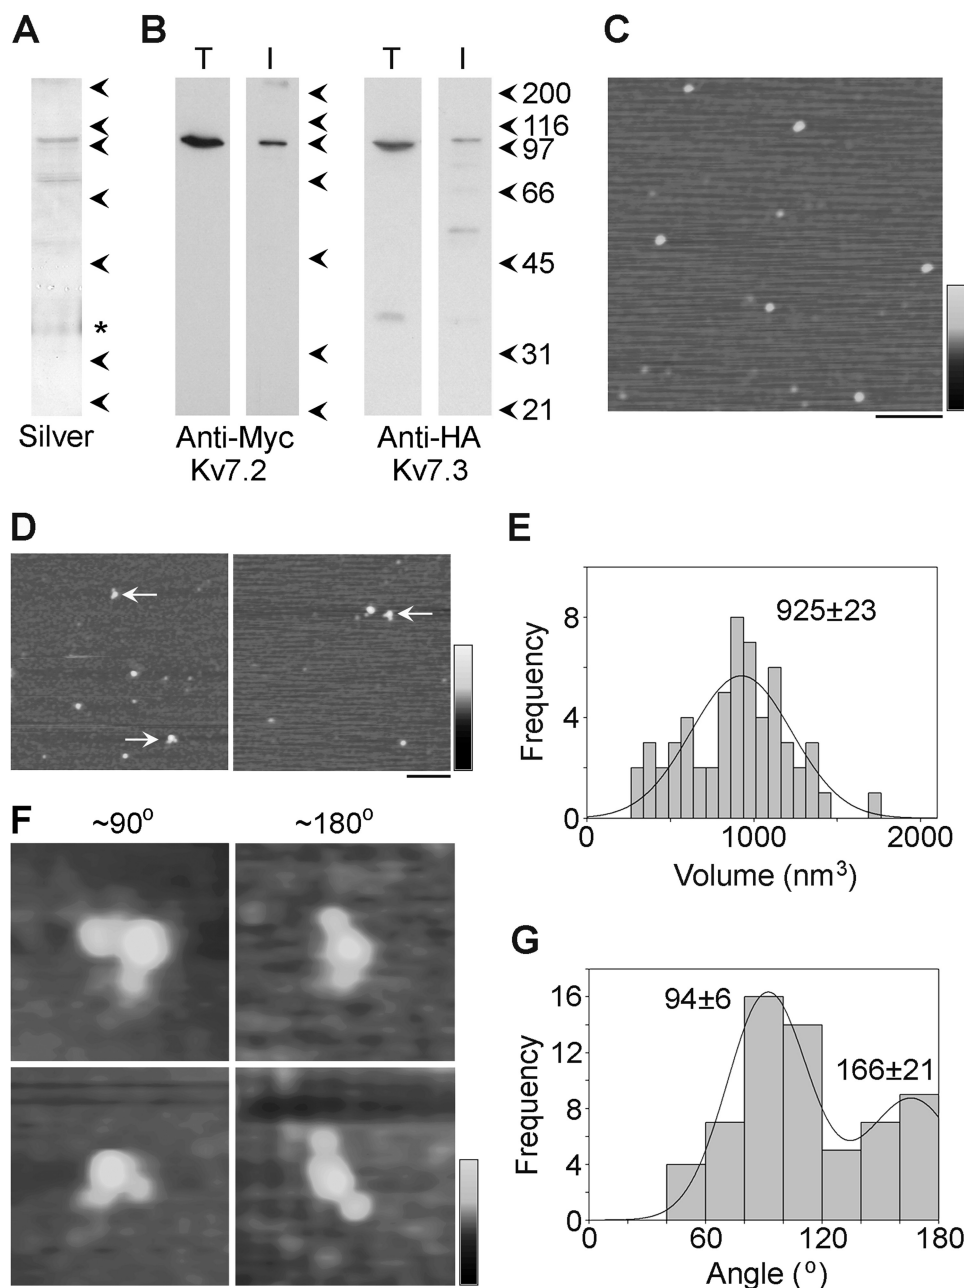 A
B
C
T
I
T
I
200
116
97
66
45
31
21
*
Silver
Anti-Myc
Kv7.2
Anti-HA
Kv7.3
D
E
925±23
Frequency
8
4
0
0
1000
2000
Volume (nm³)
F
~90º
~180º
G
94±6
166±21
Frequency
16
12
8
4
0
0
60
120
180
Angle (º)